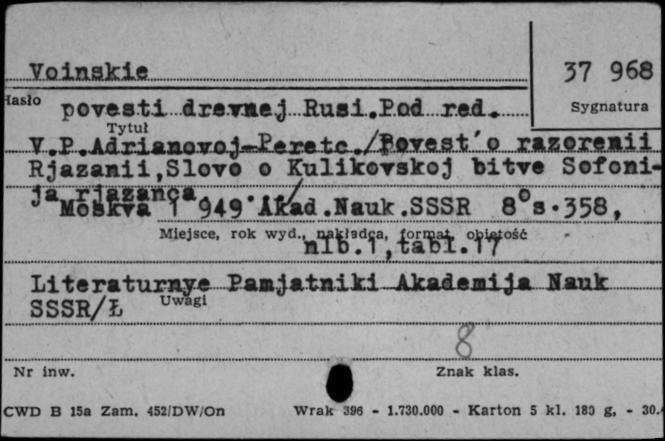 Voinskie
37 968
Hasło
povesti drevnej Rusi.Pod red.
Sygnatura
Tytuł
V.P.Adrianovoj-Peretc./Povest'o razorenii
Rjazanii,Slovo o Kulikovskoj bitve Sofoni-
ja rjazanca./
Moskva 1 949 Akad.Nauk.SSSR 8°s.358,
Miejsce, rok wyd., nakładca, format, objętość
nlb.1,tabl.17
Literaturnye Pamjatniki Akademija Nauk
SSSR/Ł
Uwagi
8
Nr inw.
Znak klas.
CWD B 15a Zam. 452/DW/On
Wrak 396 - 1.730.000 - Karton 5 kl. 180 g, - 30.